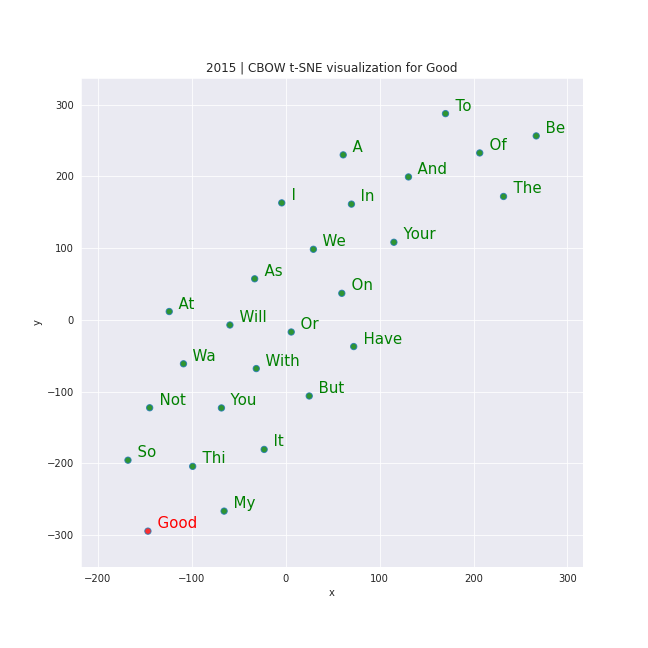 2015 | CBOW t-SNE visualization for Good
300
To
Be
A
Of
200
And
The
I
In
Your
We
100
As
On
At
Will
Or
0
Have
Wa
With
−100
But
Not
You
It
So
Thi
−200
My
Good
−300
y
−200 −100 0 100 200 300
x